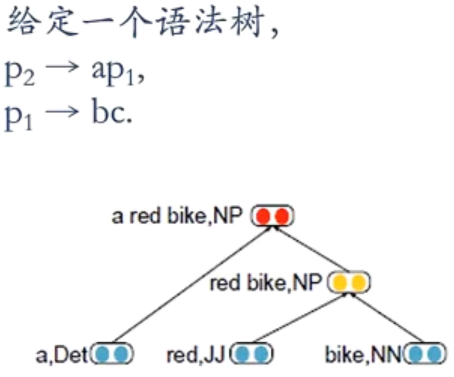 给定一个语法树，
p₂ → ap₁,
p₁ → bc.
a red bike,NP
red bike,NP
a,Det red,JJ bike,NN